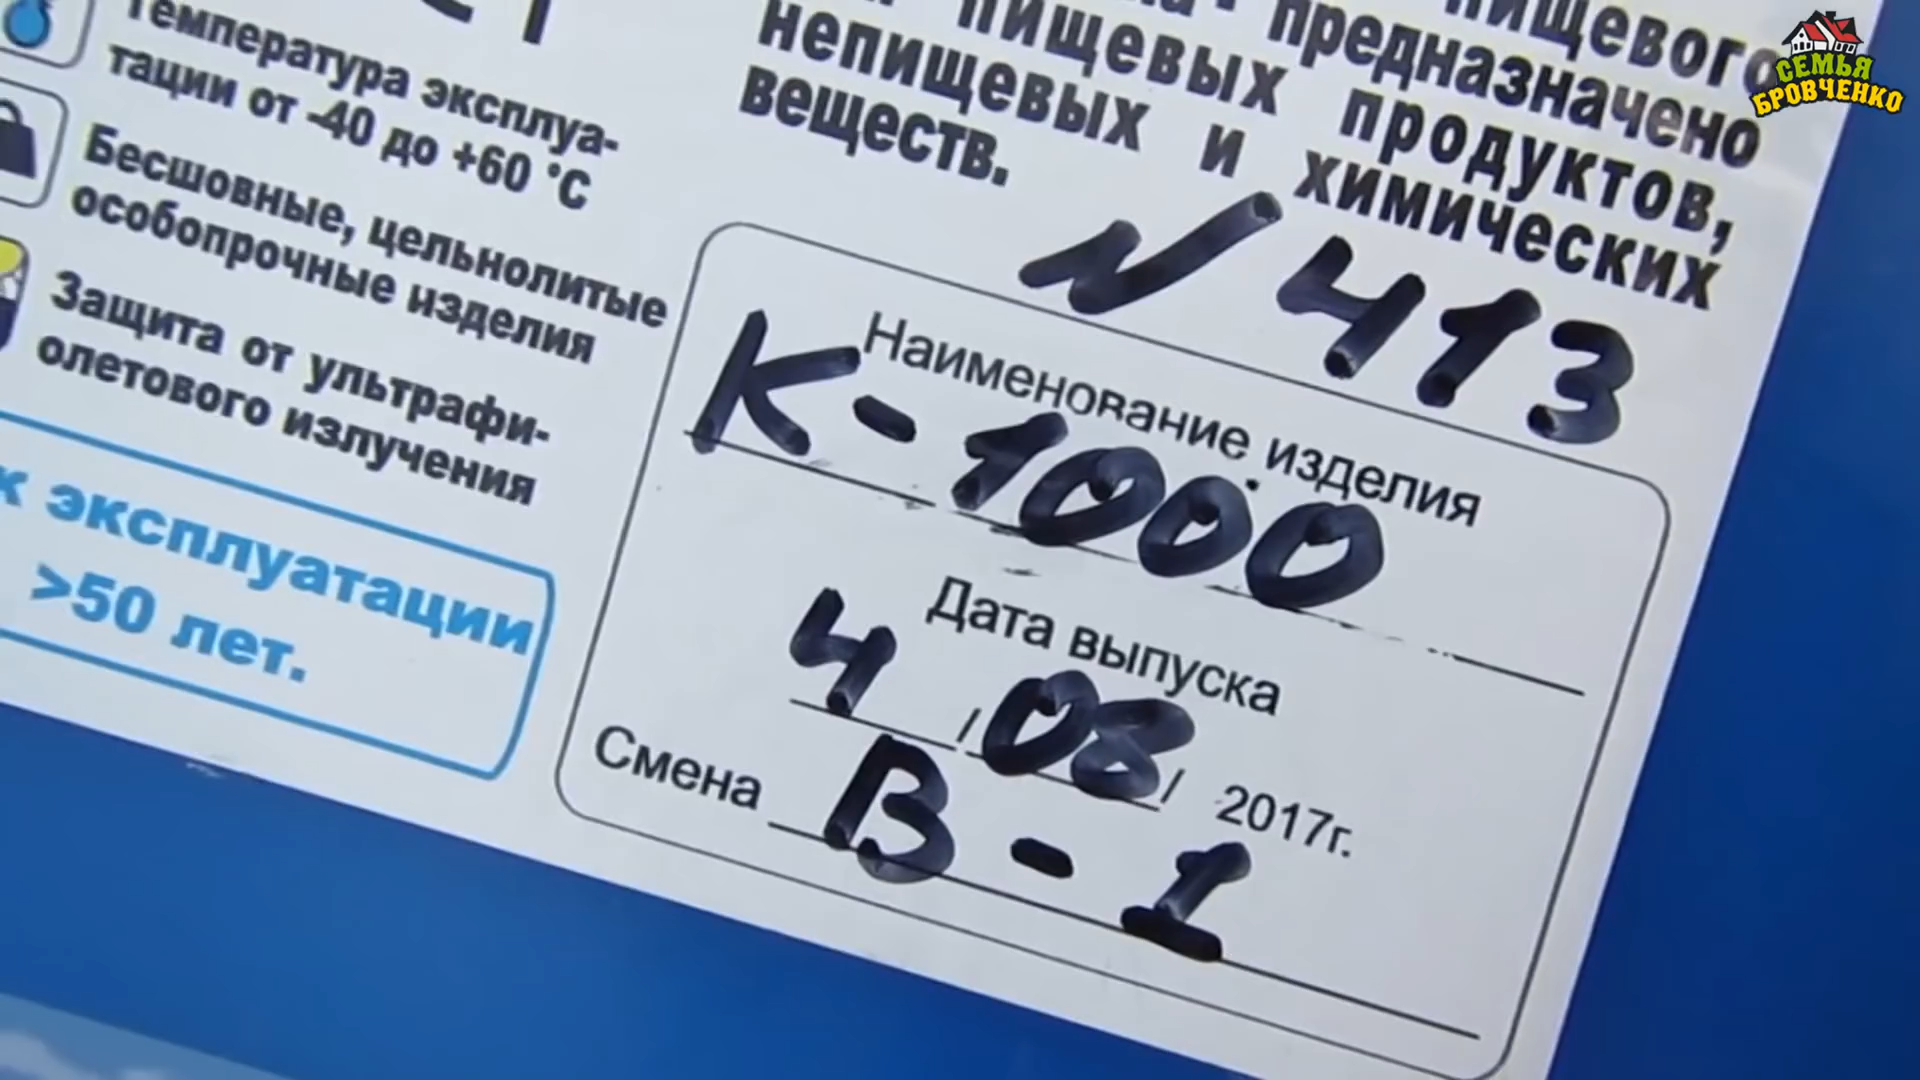 Температура эксплуа-
тации от -40 до +60 °С
Бесшовные, цельнолитые
особопрочные изделия
Защита от ультрафи-
олетового излучения
к эксплуатации
>50 лет.
пищевого
предназначено
пищевых продуктов,
непищевых и химических
веществ.
N 413
Наименование изделия
К-1000
Дата выпуска
4 / 08 / 2017г.
Смена В-1
СЕМЬЯ
БРОВЧЕНКО